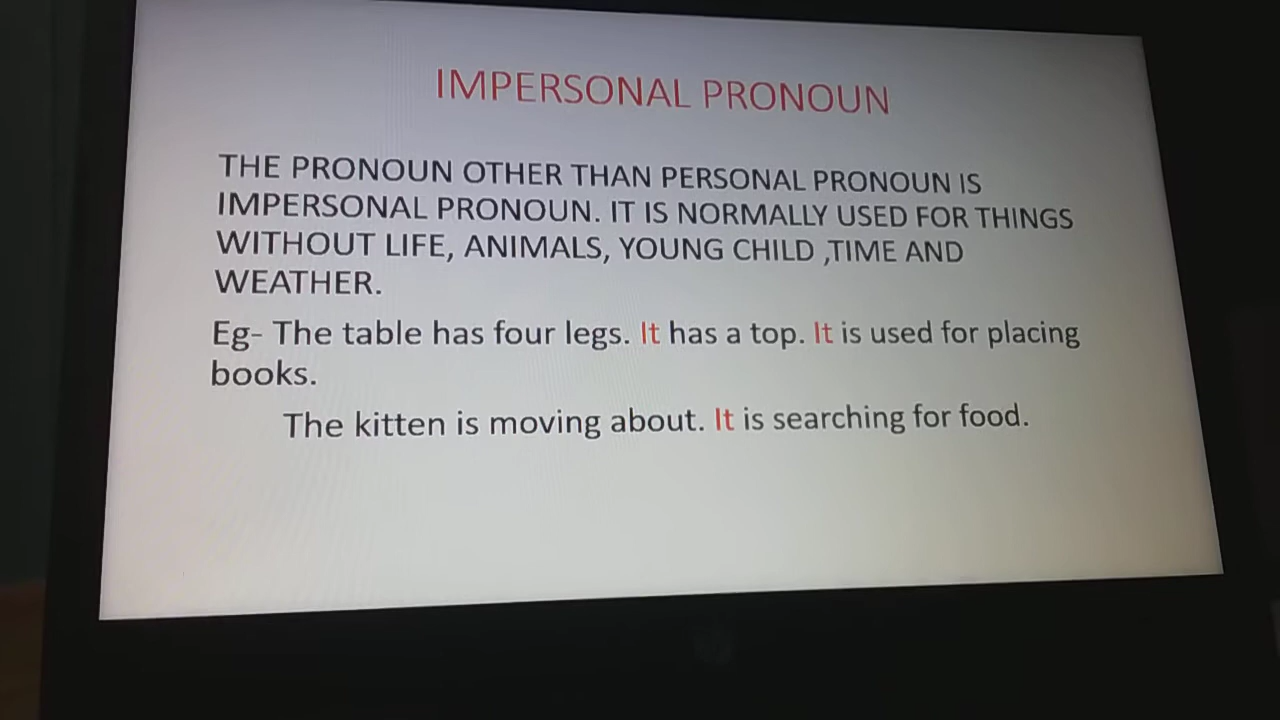 IMPERSONAL PRONOUN
THE PRONOUN OTHER THAN PERSONAL PRONOUN IS
IMPERSONAL PRONOUN. IT IS NORMALLY USED FOR THINGS
WITHOUT LIFE, ANIMALS, YOUNG CHILD ,TIME AND
WEATHER.
Eg- The table has four legs. It has a top. It is used for placing
books.
The kitten is moving about. It is searching for food.